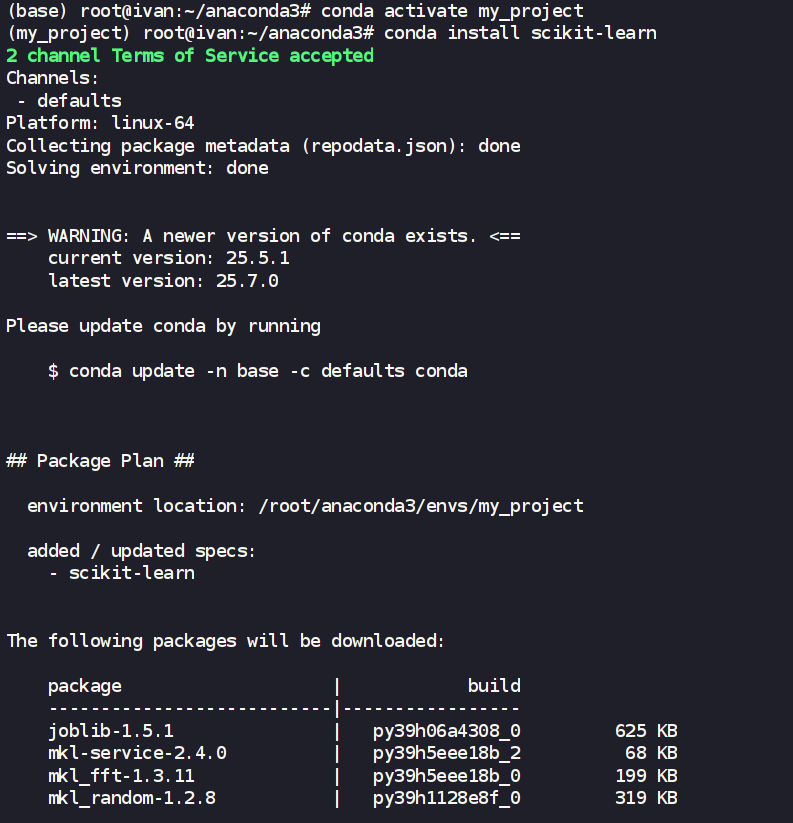 (base) root@ivan:~/anaconda3# conda activate my_project
(my_project) root@ivan:~/anaconda3# conda install scikit-learn
2 channel Terms of Service accepted
Channels:
 - defaults
Platform: linux-64
Collecting package metadata (repodata.json): done
Solving environment: done


==> WARNING: A newer version of conda exists. <==
    current version: 25.5.1
    latest version: 25.7.0

Please update conda by running

    $ conda update -n base -c defaults conda



## Package Plan ##

  environment location: /root/anaconda3/envs/my_project

  added / updated specs:
    - scikit-learn


The following packages will be downloaded:

    package                    |            build
    ---------------------------|-----------------
    joblib-1.5.1               |   py39h06a4308_0         625 KB
    mkl-service-2.4.0          |   py39h5eee18b_2          68 KB
    mkl_fft-1.3.11             |   py39h5eee18b_0         199 KB
    mkl_random-1.2.8           |   py39h1128e8f_0         319 KB